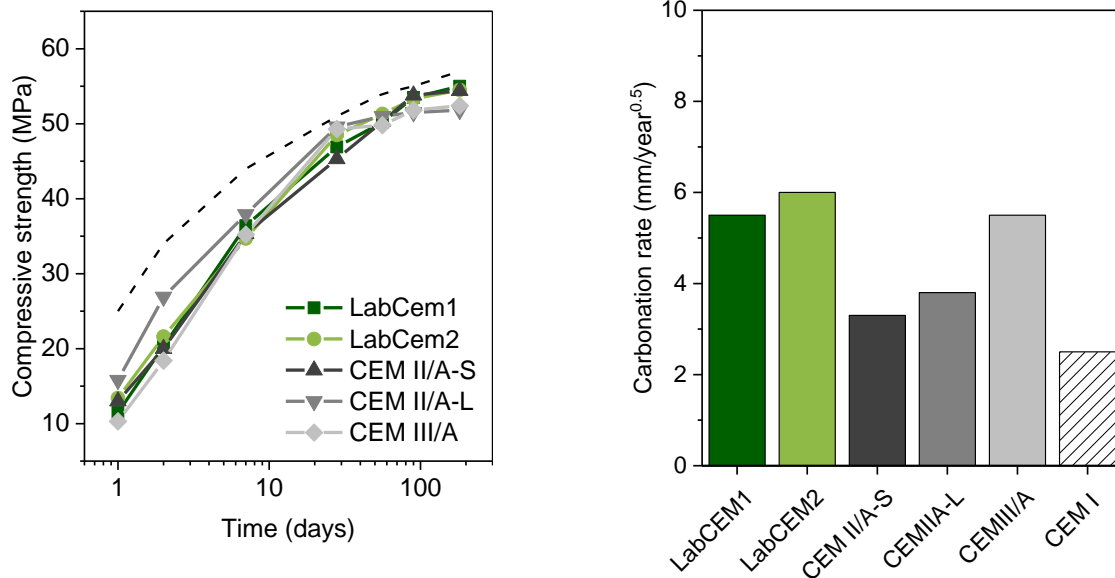 Compressive strength (MPa)
60
50
40
30
20
10
LabCem1
LabCem2
CEM II/A-S
CEM II/A-L
CEM III/A
1
10
100
Time (days)
Carbonation rate (mm/year0.5)
10
8
6
4
2
0
LabCEM1
LabCEM2
CEM II/A-S
CEMIIA-L
CEMIII/A
CEM I